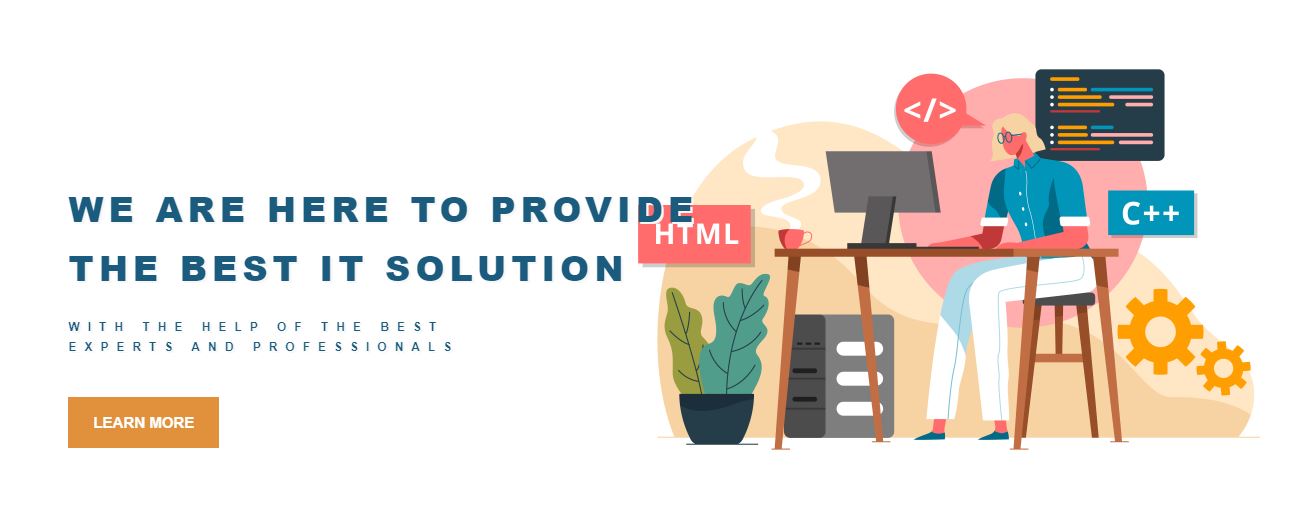 WE ARE HERE TO PROVIDE
THE BEST IT SOLUTION
WITH THE HELP OF THE BEST
EXPERTS AND PROFESSIONALS
LEARN MORE
</>
HTML
C++